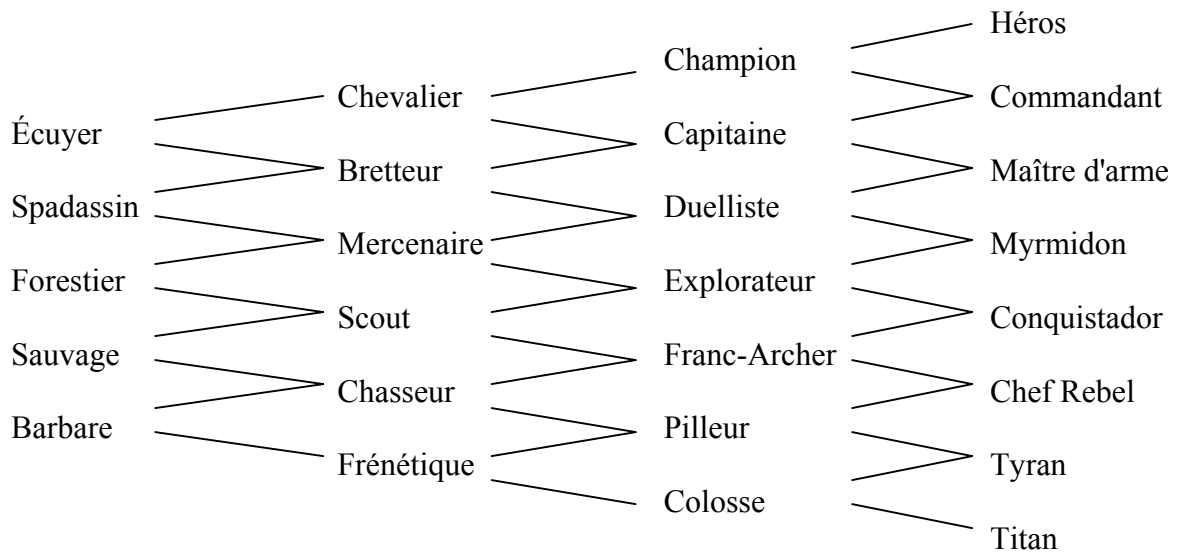 Héros
Champion
Chevalier
Commandant
Écuyer
Capitaine
Bretteur
Maître d'arme
Spadassin
Duelliste
Mercenaire
Myrmidon
Forestier
Explorateur
Scout
Conquistador
Sauvage
Franc-Archer
Chasseur
Chef Rebel
Barbare
Pilleur
Frénétique
Tyran
Colosse
Titan